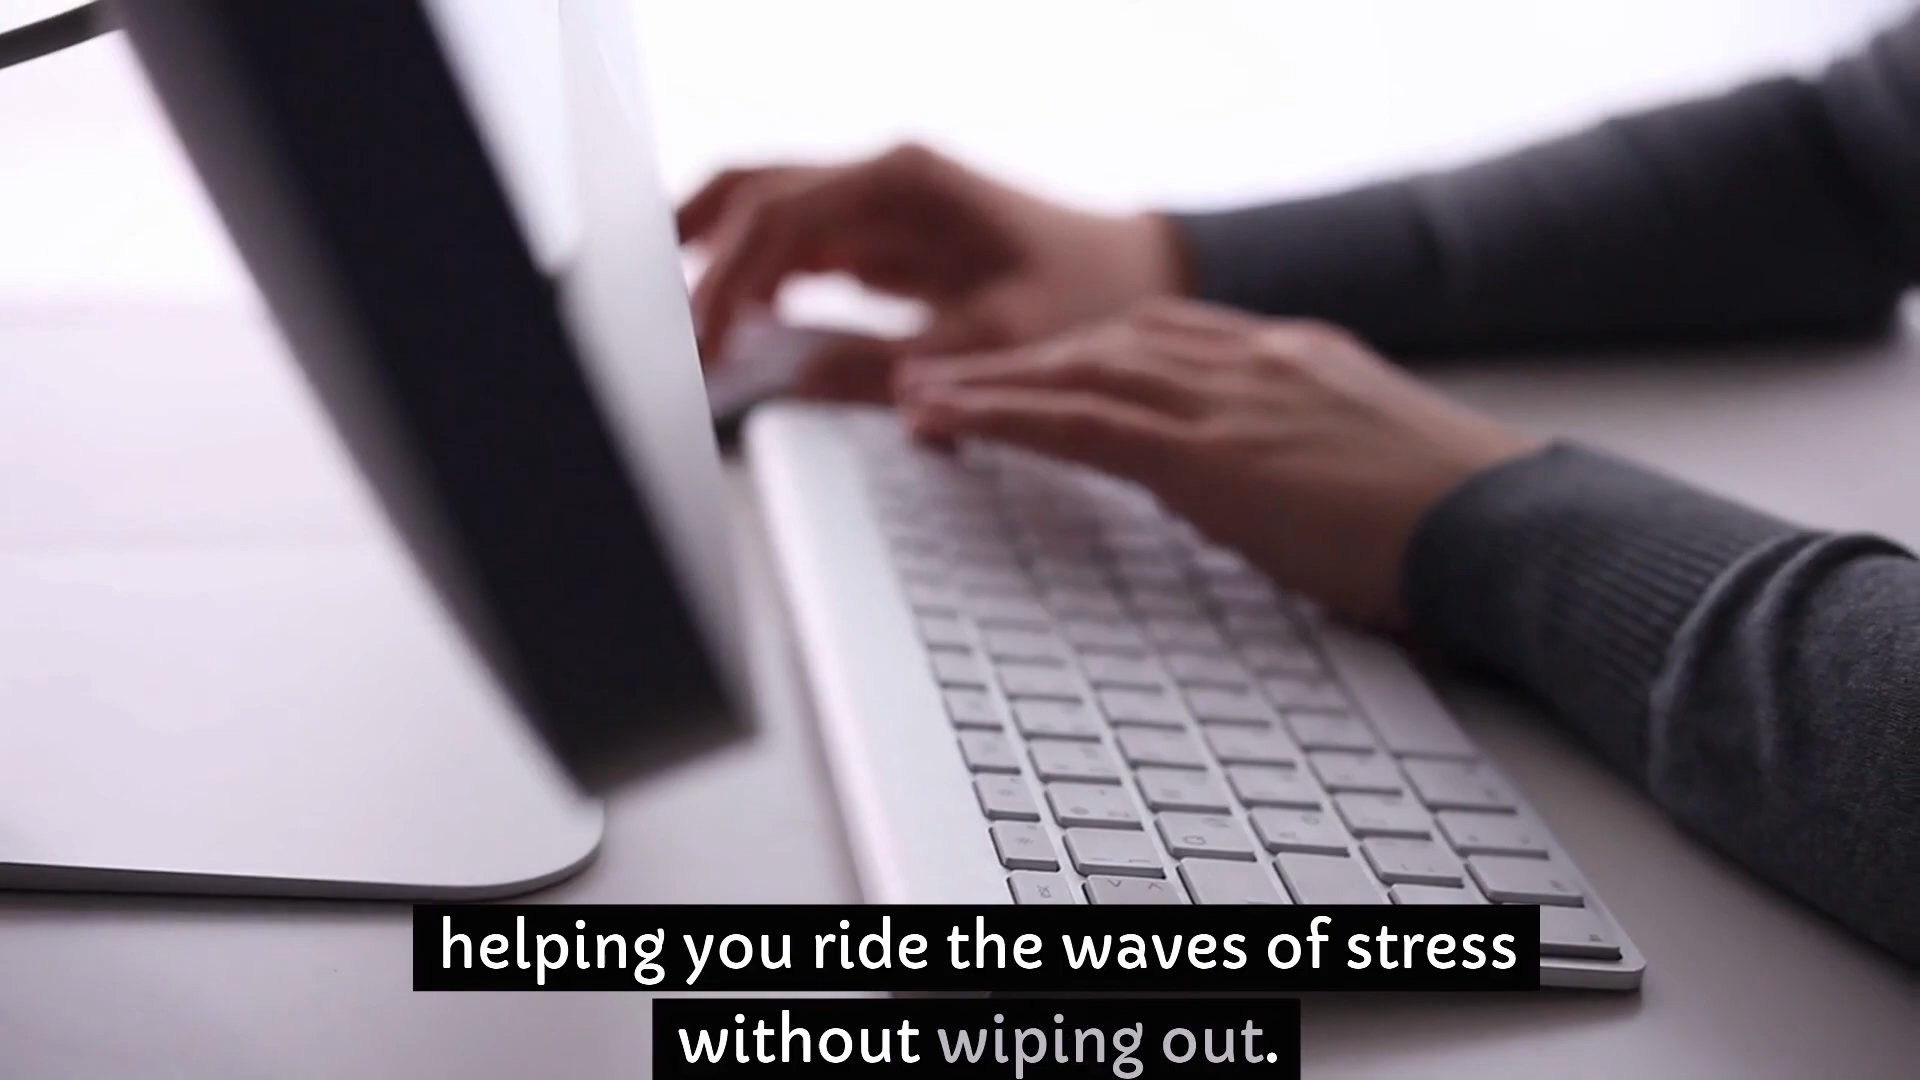 helping you ride the waves of stress
without wiping out.